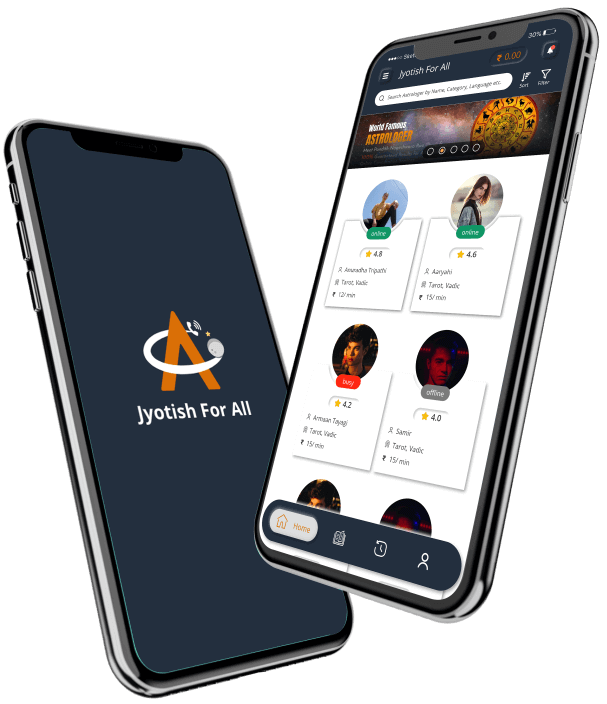 Jyotish For All
Sket
30%
Jyotish For All
₹ 0.00
Search Astrologer by Name, Category, Language etc.
Sort
Filter
World Famous
ASTROLOGER
online
4.8
Anuradha Tripathi
Tarot, Vadic
₹ 12/ min
online
4.6
Aaryahi
Tarot, Vadic
₹ 15/ min
busy
4.2
Armaan Tayagi
Tarot, Vadic
₹ 15/ min
offline
4.0
Samir
Tarot, Vadic
₹ 15/ min
Home